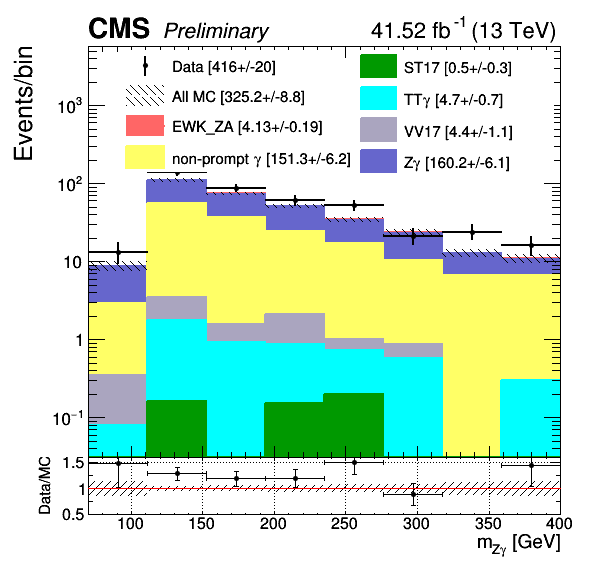 CMS Preliminary 41.52 fb⁻¹ (13 TeV)
Events/bin
Data [416+/-20]
All MC [325.2+/-8.8]
EWK_ZA [4.13+/-0.19]
non-prompt γ [151.3+/-6.2]
ST17 [0.5+/-0.3]
TTγ [4.7+/-0.7]
VV17 [4.4+/-1.1]
Zγ [160.2+/-6.1]
10³
10²
10
1
10⁻¹
Data/MC
1.5
1
0.5
100 150 200 250 300 350 400
m_Zγ [GeV]